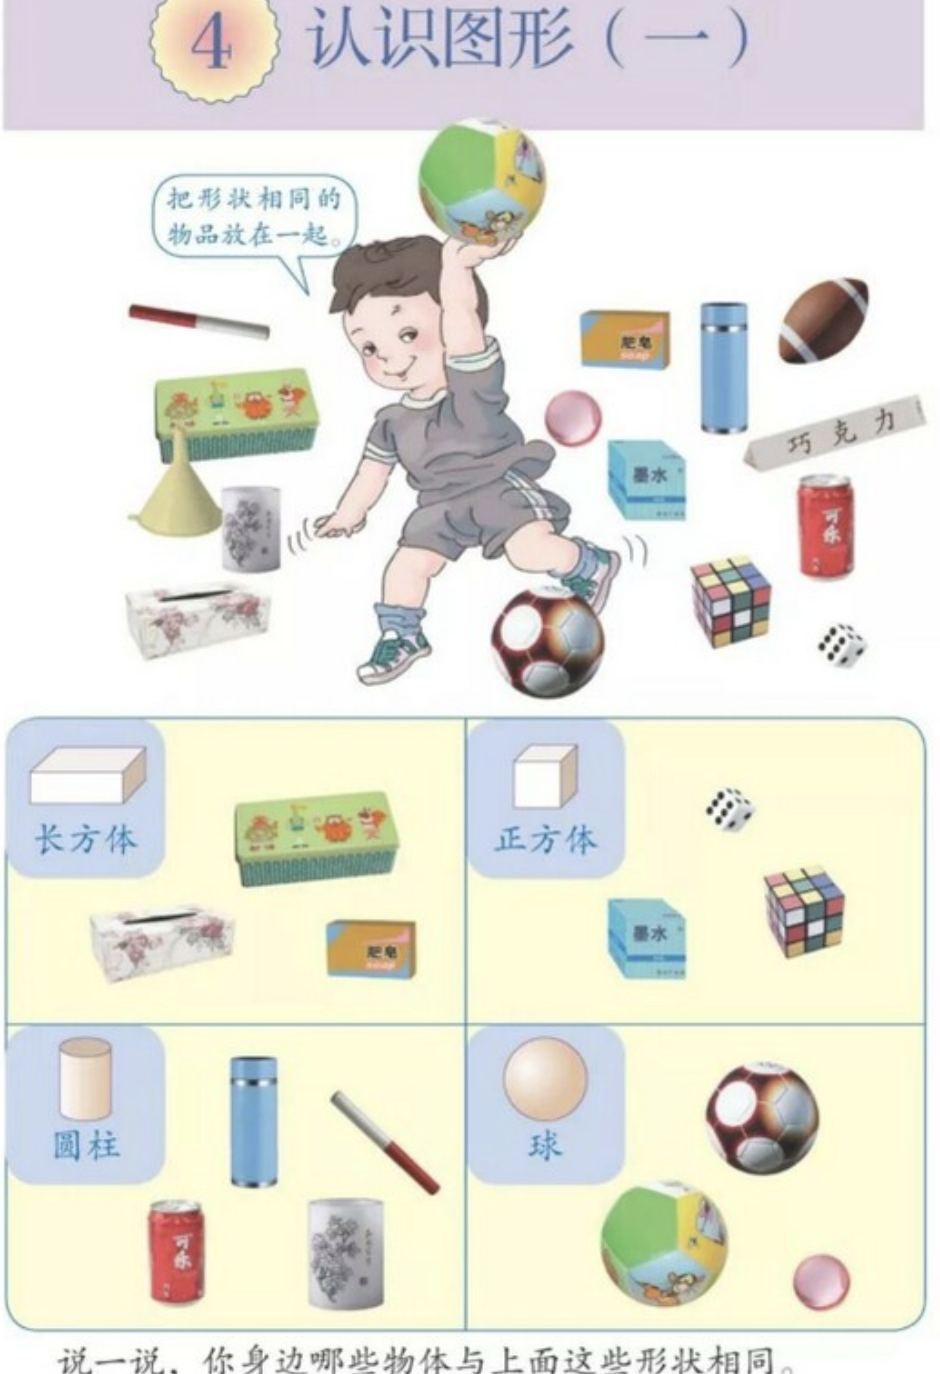 4 认识图形（一）
把形状相同的
物品放在一起。
肥皂
soap
巧克力
墨水
可乐
长方体
正方体
墨水
肥皂
soap
圆柱
球
可乐
说一说，你身边哪些物体与上面这些形状相同。